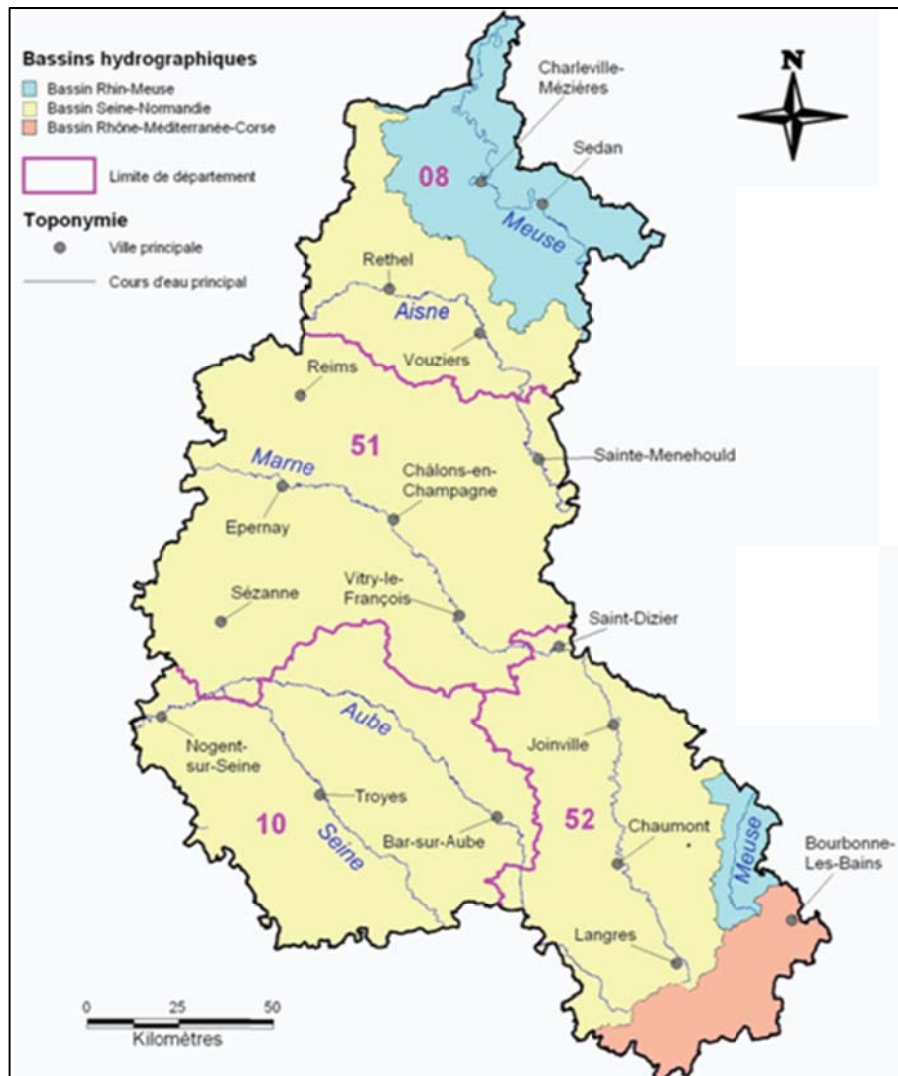 Bassins hydrographiques
Bassin Rhin-Meuse
Bassin Seine-Normandie
Bassin Rhône-Méditerranée-Corse
Limite de département
Toponymie
Ville principale
Cours d'eau principal
N
Charleville-
Mézières
Sedan
08
Meuse
Rethel
Aisne
Vouziers
Reims
51
Marne
Châlons-en-
Champagne
Sainte-Menehould
Epernay
Vitry-le-
François
Sézanne
Saint-Dizier
Aube
Joinville
Nogent-
sur-Seine
Troyes
10
Seine
Bar-sur-Aube
52
Chaumont
Meuse
Bourbonne-
Les-Bains
Langres
0 25 50
Kilomètres